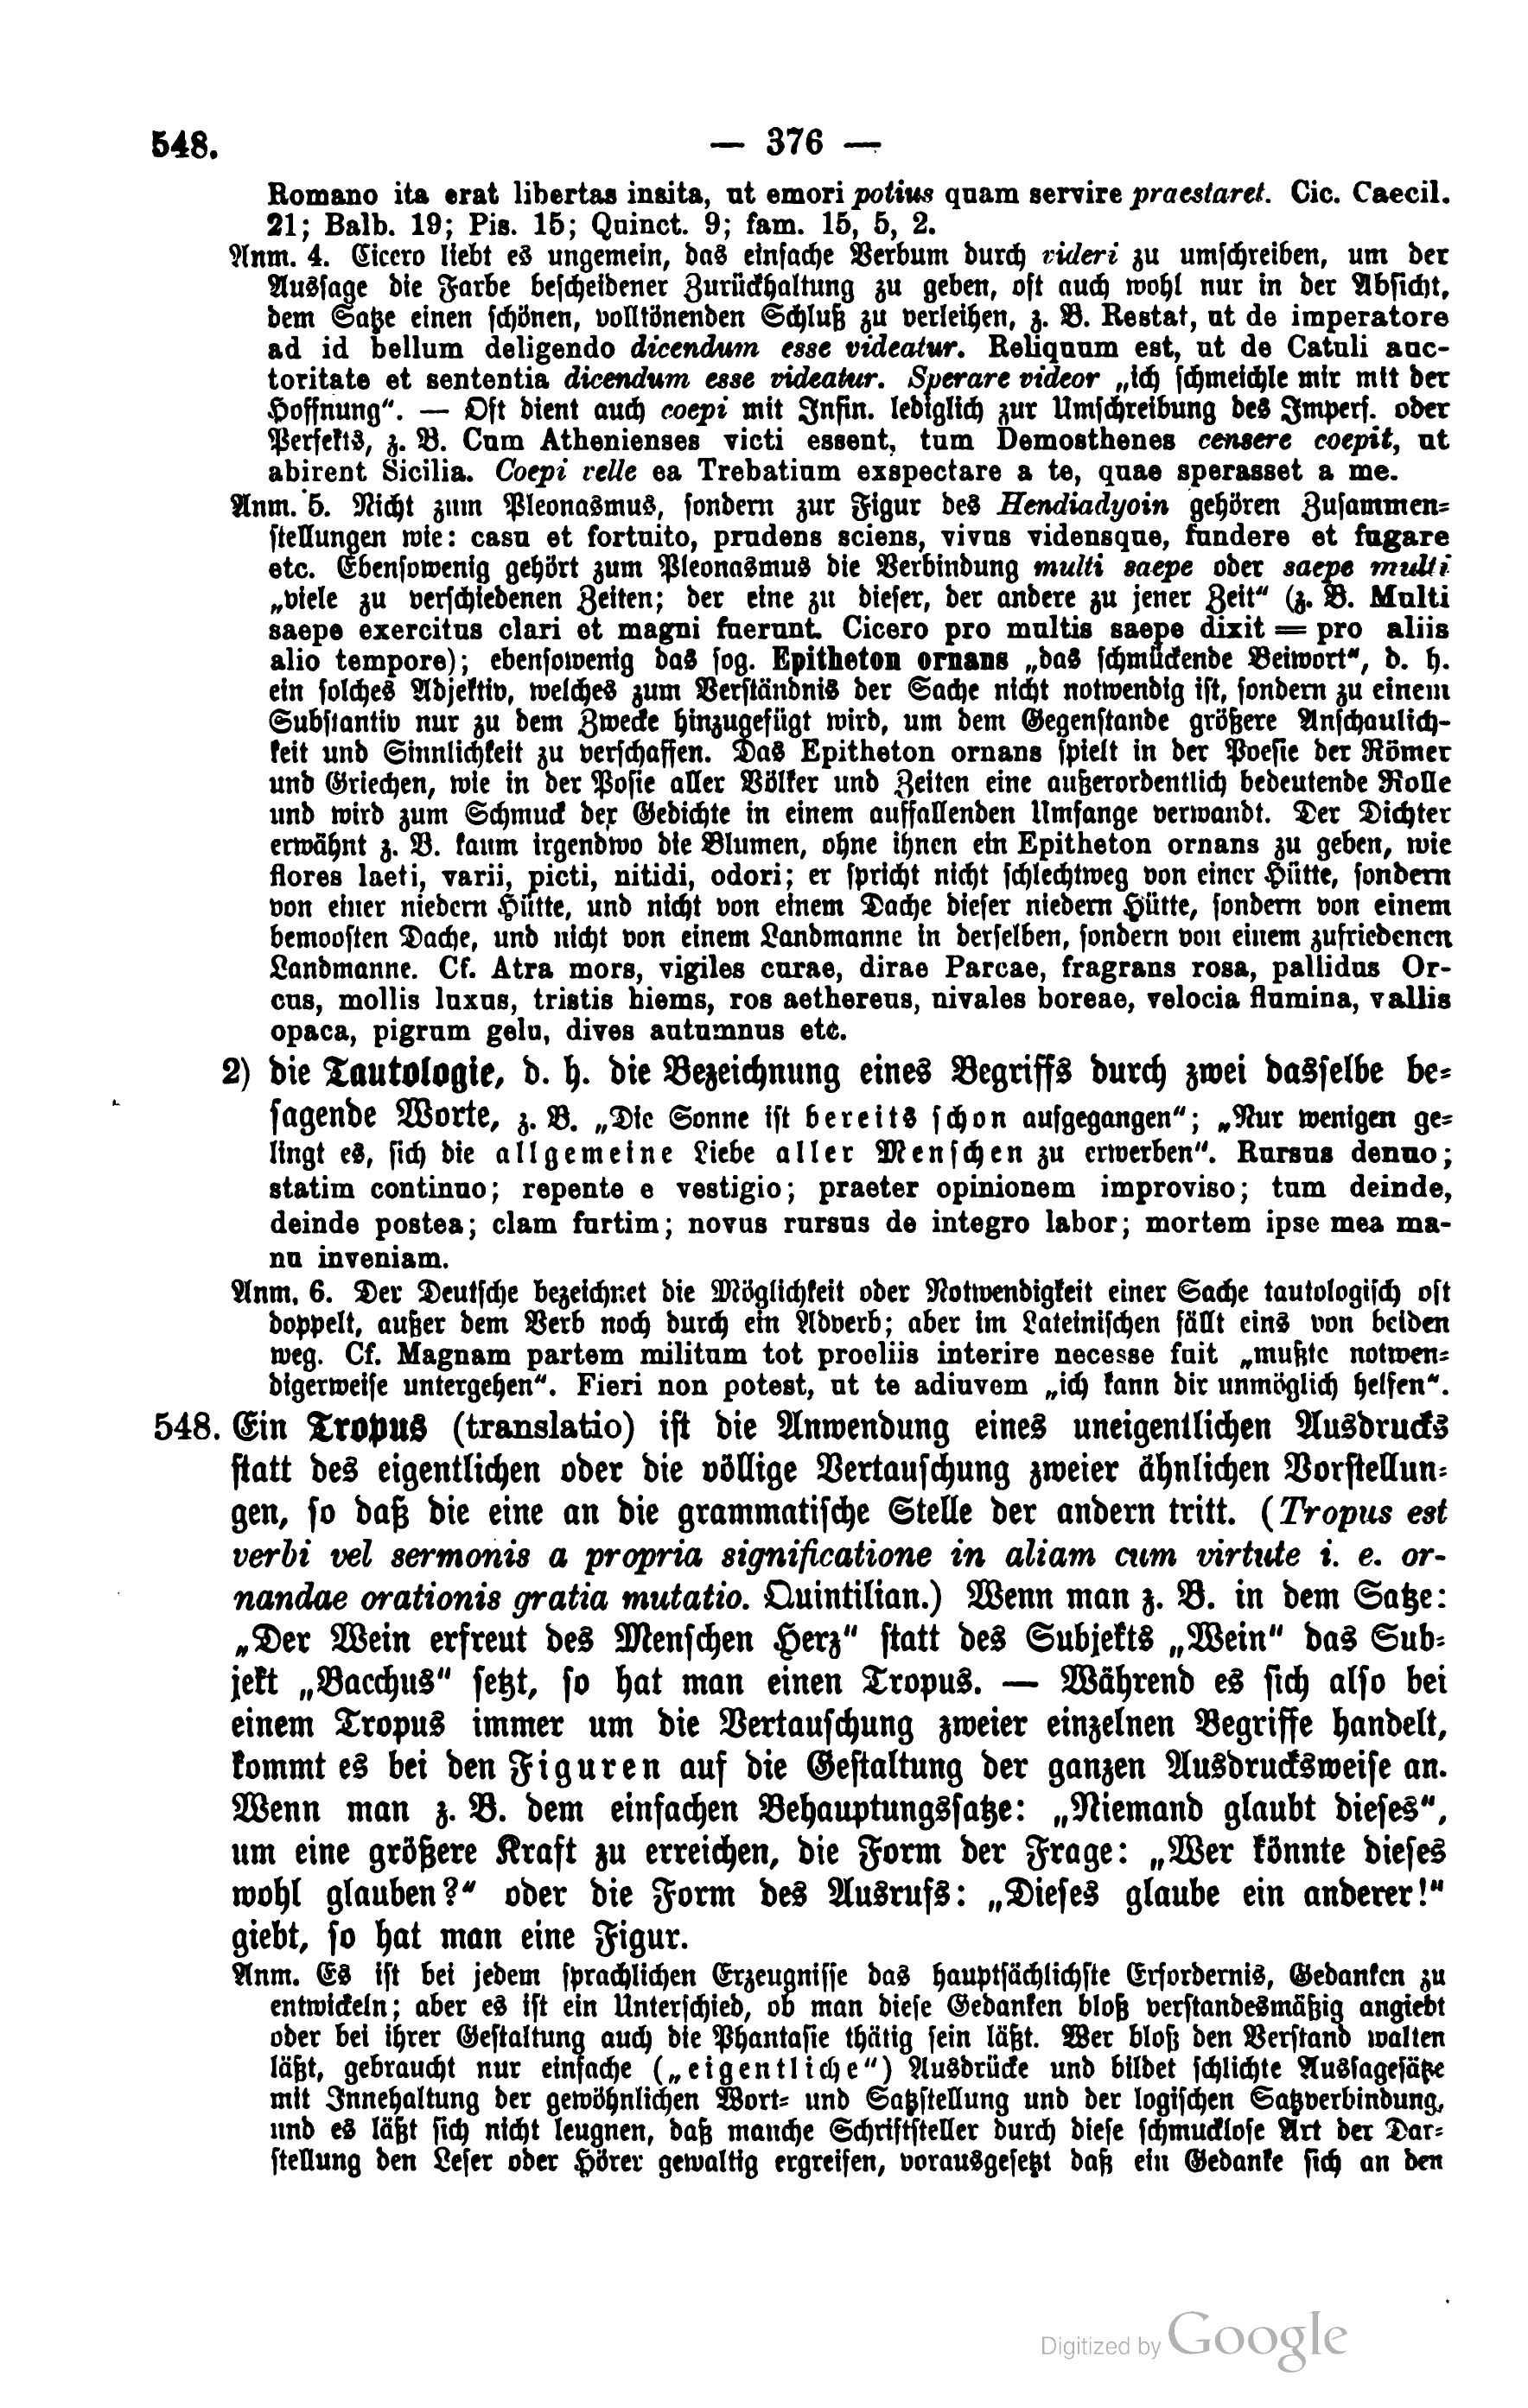 548. — 376 —
Romano ita erat libertas insita, ut emori potius quam servire praestaret. Cic. Caecil.
21; Balb. 19; Pis. 15; Quinct. 9; fam. 15, 5, 2.
Anm. 4. Cicero liebt es ungemein, das einfache Verbum durch videri zu umschreiben, um der
Aussage die Farbe bescheidener Zurückhaltung zu geben, oft auch wohl nur in der Absicht,
dem Satze einen schönen, volltönenden Schluß zu verleihen, z. B. Restat, ut de imperatore
ad id bellum deligendo dicendum esse videatur. Reliquum est, ut de Catuli auc-
toritate et sententia dicendum esse videatur. Sperare videor „ich schmeichle mir mit der
Hoffnung“. — Oft dient auch coepi mit Infin. lediglich zur Umschreibung des Imperf. oder
Perfekts, z. B. Cum Athenienses victi essent, tum Demosthenes censere coepit, ut
abirent Sicilia. Coepi velle ea Trebatium exspectare a te, quae sperasset a me.
Anm. 5. Nicht zum Pleonasmus, sondern zur Figur des Hendiadyoin gehören Zusammen-
stellungen wie: casu et fortuito, prudens sciens, vivus vidensque, fundere et fugare
etc. Ebensowenig gehört zum Pleonasmus die Verbindung multi saepe oder saepe multi
„viele zu verschiedenen Zeiten; der eine zu dieser, der andere zu jener Zeit“ (z. B. Multi
saepe exercitus clari et magni fuerunt. Cicero pro multis saepe dixit = pro aliis
alio tempore); ebensowenig das sog. Epitheton ornans „das schmückende Beiwort“, d. h.
ein solches Adjektiv, welches zum Verständnis der Sache nicht notwendig ist, sondern zu einem
Substantiv nur zu dem Zwecke hinzugefügt wird, um dem Gegenstande größere Anschaulich-
keit und Sinnlichkeit zu verschaffen. Das Epitheton ornans spielt in der Poesie der Römer
und Griechen, wie in der Posie aller Völker und Zeiten eine außerordentlich bedeutende Rolle
und wird zum Schmuck der Gedichte in einem auffallenden Umfange verwandt. Der Dichter
erwähnt z. B. kaum irgendwo die Blumen, ohne ihnen ein Epitheton ornans zu geben, wie
flores laeti, varii, picti, nitidi, odori; er spricht nicht schlechtweg von einer Hütte, sondern
von einer niedern Hütte, und nicht von einem Dache dieser niedern Hütte, sondern von einem
bemoosten Dache, und nicht von einem Landmanne in derselben, sondern von einem zufriedenen
Landmanne. Cf. Atra mors, vigiles curae, dirae Parcae, fragrans rosa, pallidus Or-
cus, mollis luxus, tristis hiems, ros aethereus, nivales boreae, velocia flumina, vallis
opaca, pigrum gelu, dives autumnus etc.
2) die Tautologie, d. h. die Bezeichnung eines Begriffs durch zwei dasselbe be-
sagende Worte, z. B. „Die Sonne ist bereits schon aufgegangen“; „Nur wenigen ge-
lingt es, sich die allgemeine Liebe aller Menschen zu erwerben“. Rursus denuo;
statim continuo; repente e vestigio; praeter opinionem improviso; tum deinde,
deinde postea; clam furtim; novus rursus de integro labor; mortem ipse mea ma-
nu inveniam.
Anm. 6. Der Deutsche bezeichnet die Möglichkeit oder Notwendigkeit einer Sache tautologisch oft
doppelt, außer dem Verb noch durch ein Adverb; aber im Lateinischen fällt eins von beiden
weg. Cf. Magnam partem militum tot proeliis interire necesse fuit „mußte notwen-
digerweise untergehen“. Fieri non potest, ut te adiuvem „ich kann dir unmöglich helfen“.
548. Ein Tropus (translatio) ist die Anwendung eines uneigentlichen Ausdrucks
statt des eigentlichen oder die völlige Vertauschung zweier ähnlichen Vorstellun-
gen, so daß die eine an die grammatische Stelle der andern tritt. (Tropus est
verbi vel sermonis a propria significatione in aliam cum virtute i. e. or-
nandae orationis gratia mutatio. Quintilian.) Wenn man z. B. in dem Satze:
„Der Wein erfreut des Menschen Herz“ statt des Subjekts „Wein“ das Sub-
jekt „Bacchus“ setzt, so hat man einen Tropus. — Während es sich also bei
einem Tropus immer um die Vertauschung zweier einzelnen Begriffe handelt,
kommt es bei den Figuren auf die Gestaltung der ganzen Ausdrucksweise an.
Wenn man z. B. dem einfachen Behauptungssatze: „Niemand glaubt dieses“,
um eine größere Kraft zu erreichen, die Form der Frage: „Wer könnte dieses
wohl glauben?“ oder die Form des Ausrufs: „Dieses glaube ein anderer!“
giebt, so hat man eine Figur.
Anm. Es ist bei jedem sprachlichen Erzeugnisse das hauptsächlichste Erfordernis, Gedanken zu
entwickeln; aber es ist ein Unterschied, ob man diese Gedanken bloß verstandesmäßig angiebt
oder bei ihrer Gestaltung auch die Phantasie thätig sein läßt. Wer bloß den Verstand walten
läßt, gebraucht nur einfache („eigentliche“) Ausdrücke und bildet schlichte Aussagesätze
mit Innehaltung der gewöhnlichen Wort- und Satzstellung und der logischen Satzverbindung,
und es läßt sich nicht leugnen, daß manche Schriftsteller durch diese schmucklose Art der Dar-
stellung den Leser oder Hörer gewaltig ergreifen, vorausgesetzt daß ein Gedanke sich an den
Digitized by Google